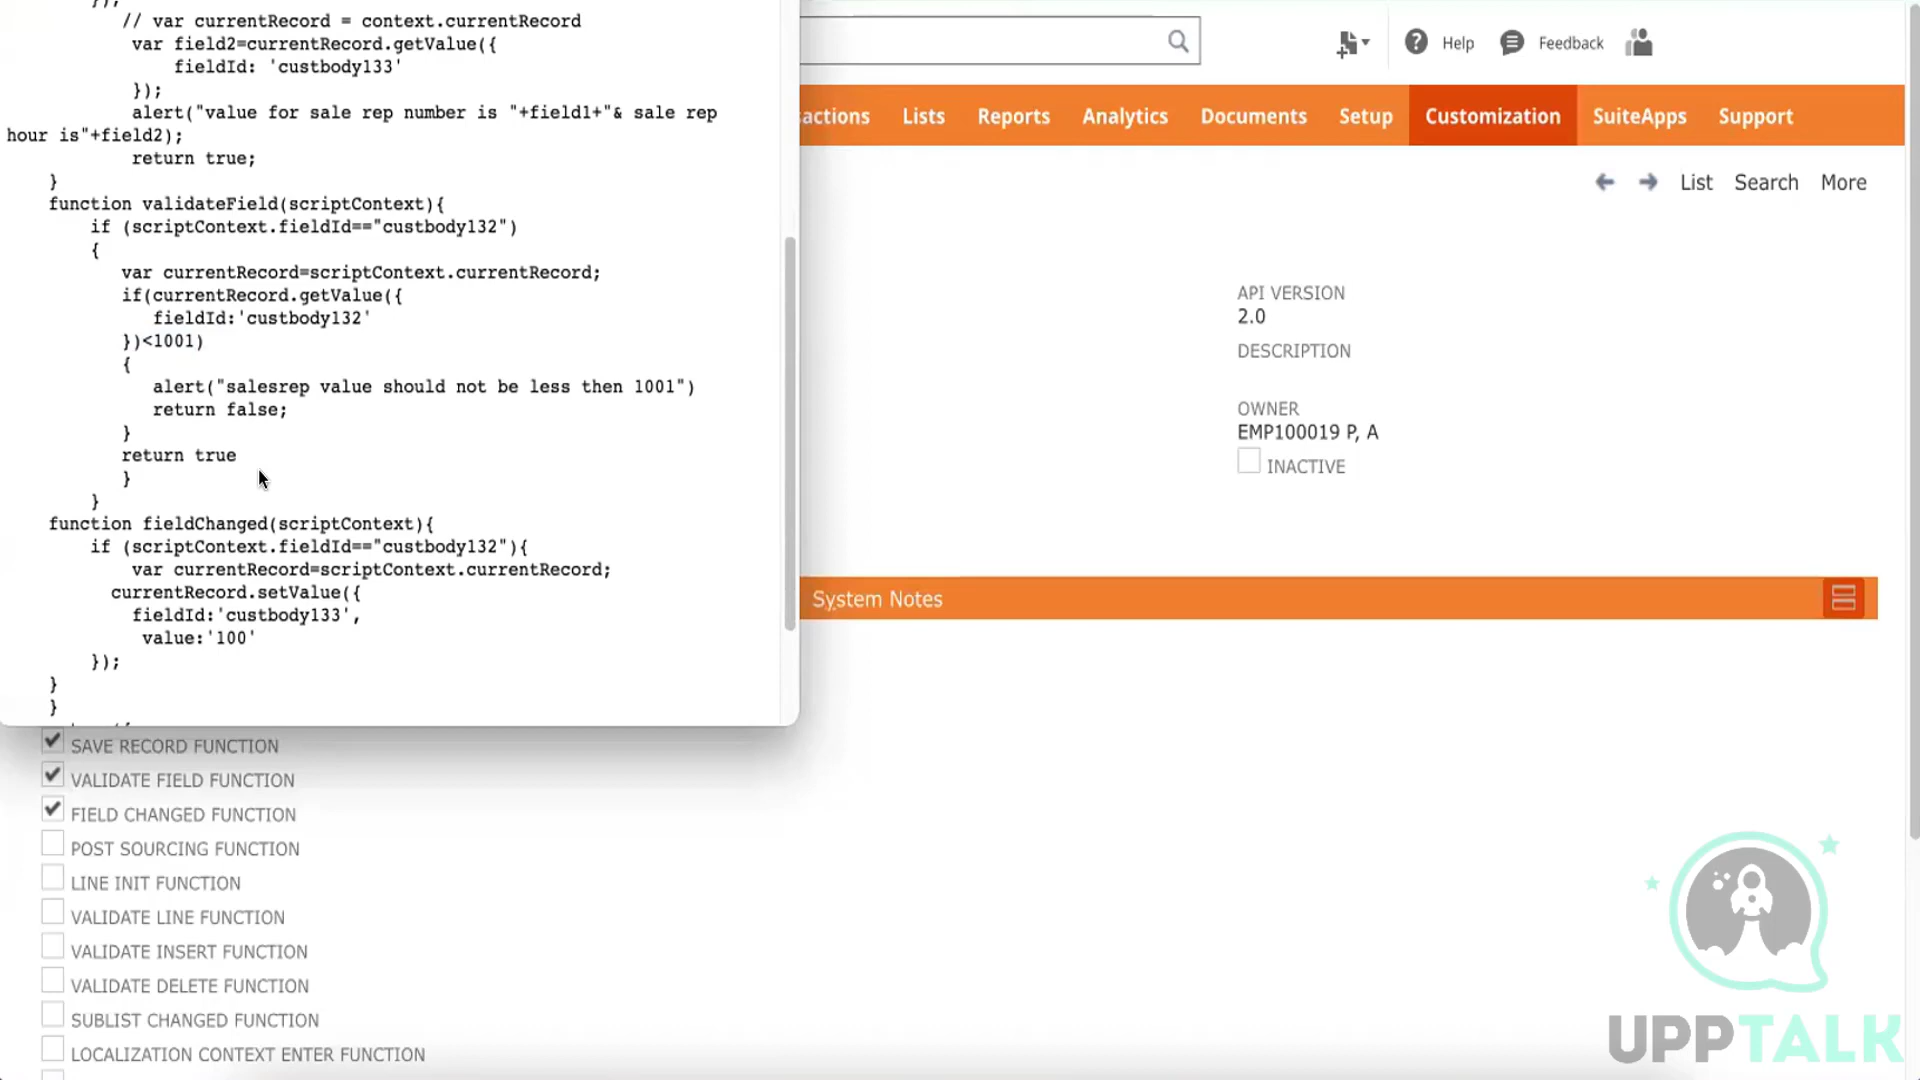 });
// var currentRecord = context.currentRecord
var field2=currentRecord.getValue({
fieldId: 'custbody133'
});
alert("value for sale rep number is "+field1+"& sale rep
hour is"+field2);
return true;
}
function validateField(scriptContext){
if (scriptContext.fieldId=="custbody132")
{
var currentRecord=scriptContext.currentRecord;
if(currentRecord.getValue({
fieldId:'custbody132'
})<1001)
{
alert("salesrep value should not be less then 1001")
return false;
}
return true
}
}
function fieldChanged(scriptContext){
if (scriptContext.fieldId=="custbody132"){
var currentRecord=scriptContext.currentRecord;
currentRecord.setValue({
fieldId:'custbody133',
value:'100'
});
}
}
Help Feedback
sactions Lists Reports Analytics Documents Setup Customization SuiteApps Support
List Search More
API VERSION
2.0
DESCRIPTION
OWNER
EMP100019 P, A
INACTIVE
System Notes
SAVE RECORD FUNCTION
VALIDATE FIELD FUNCTION
FIELD CHANGED FUNCTION
POST SOURCING FUNCTION
LINE INIT FUNCTION
VALIDATE LINE FUNCTION
VALIDATE INSERT FUNCTION
VALIDATE DELETE FUNCTION
SUBLIST CHANGED FUNCTION
LOCALIZATION CONTEXT ENTER FUNCTION
UPPTALK